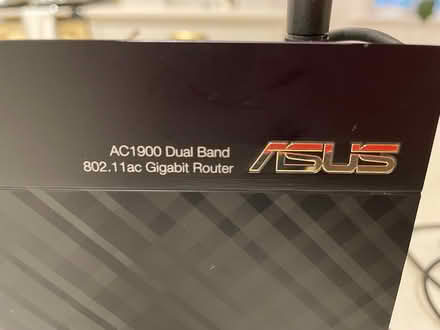 AC1900 Dual Band
802.11ac Gigabit Router
ASUS